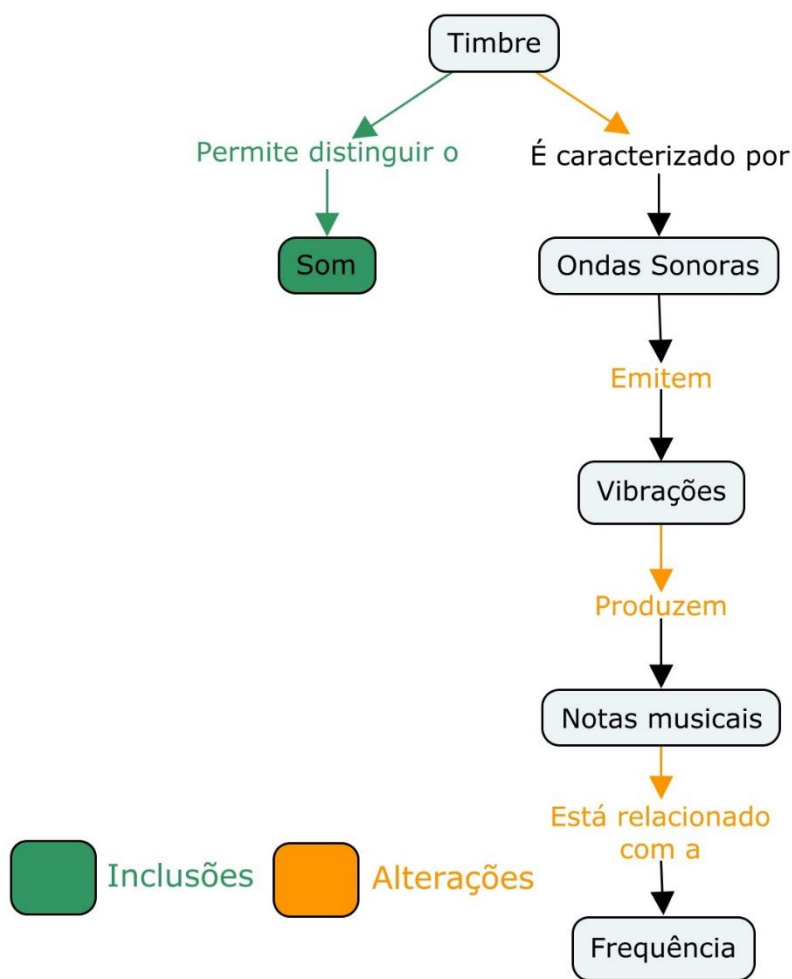 Timbre
Permite distinguir o
É caracterizado por
Som
Ondas Sonoras
Emitem
Vibrações
Produzem
Notas musicais
Está relacionado
com a
Inclusões
Alterações
Frequência